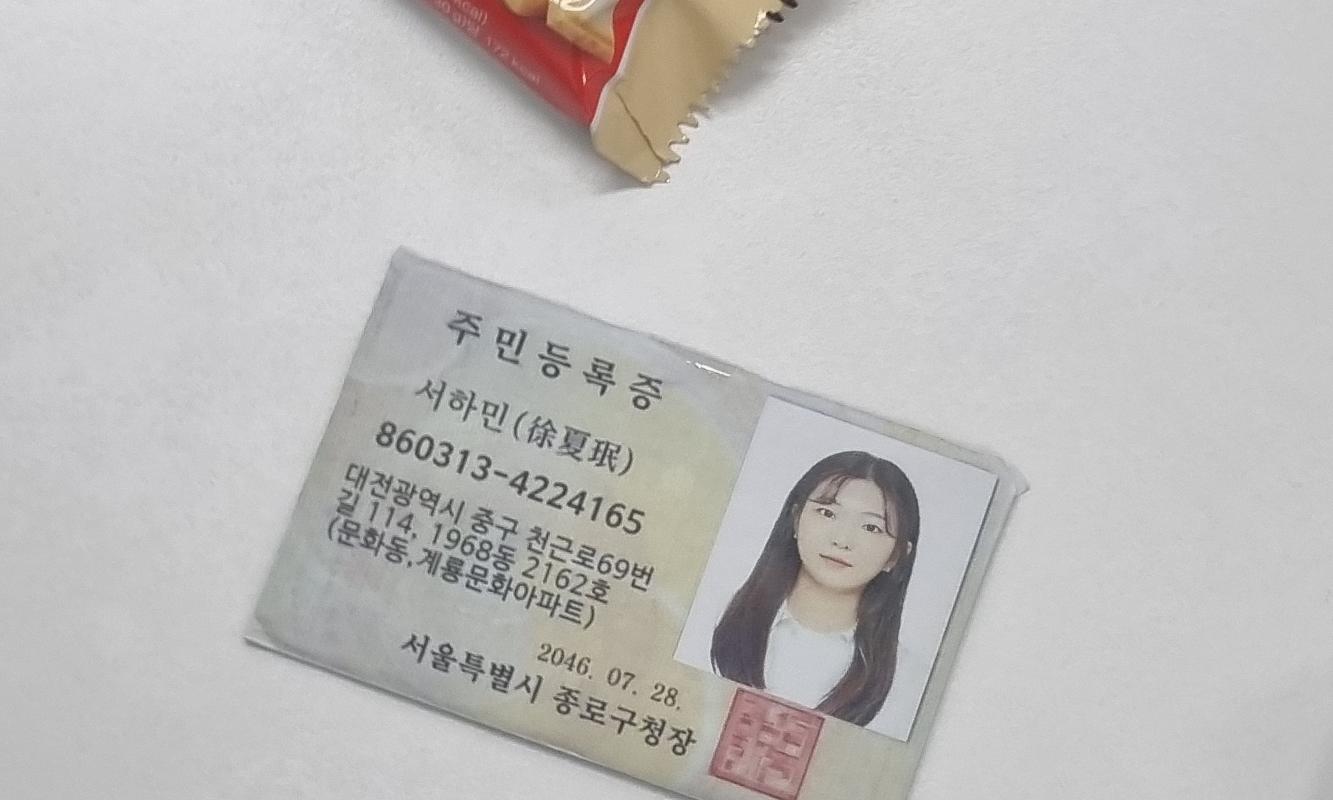 kcal)
172 kcal
주민등록증
서하민(徐夏珉)
860313-4224165
대전광역시 중구 천근로69번
길 114, 1968동 2162호
(문화동,계룡문화아파트)
2046. 07. 28.
서울특별시 종로구청장